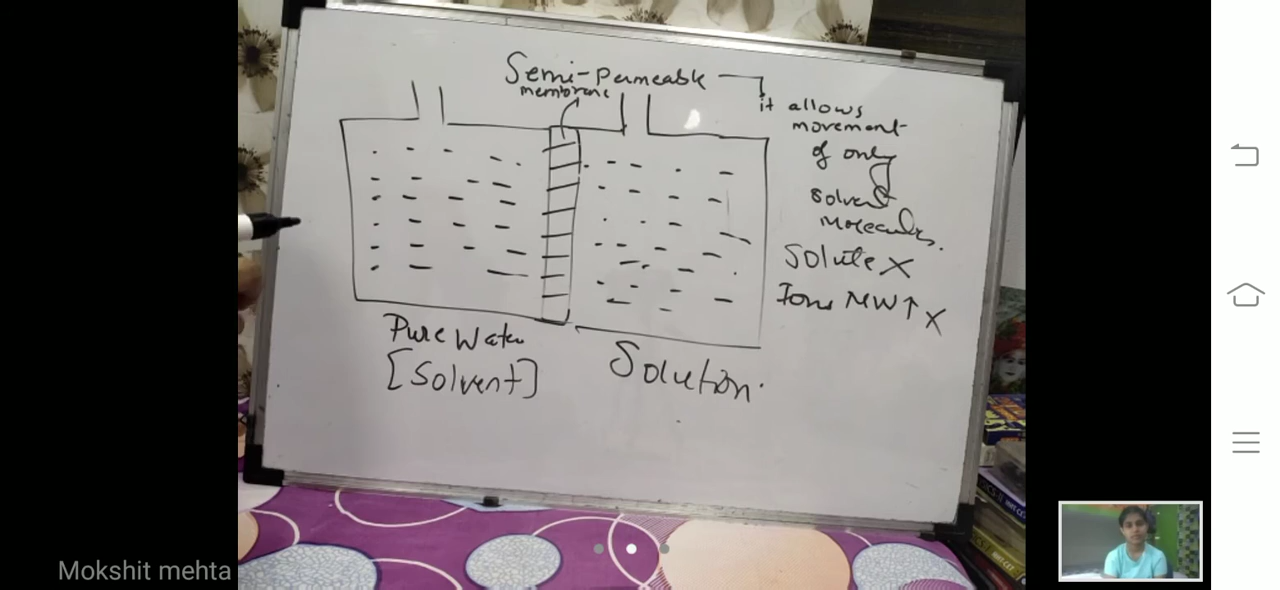 Semi-Permeable
membrane
it allows
movement
of only
solvent
molecules.
Solute X
Ions MW↑ X
Pure Water
[Solvent]
Solution.
Mokshit mehta